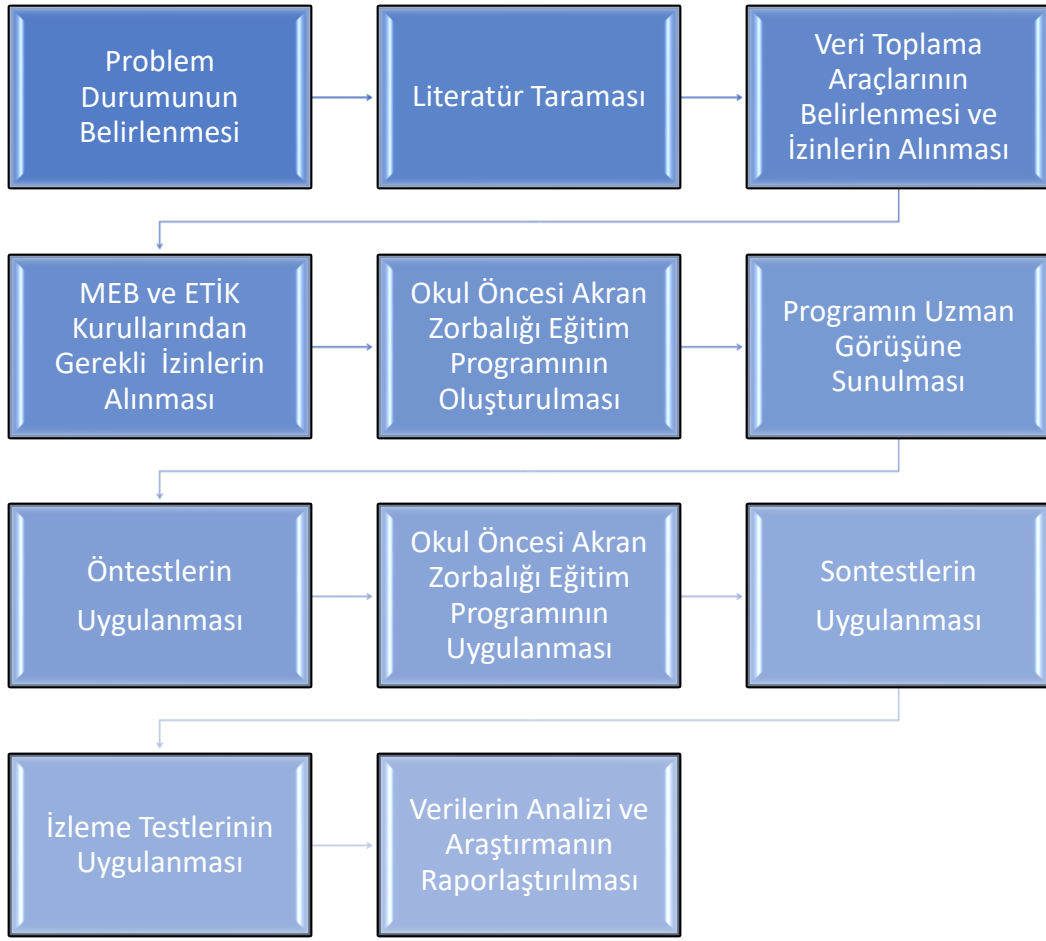 Problem
Durumunun
Belirlenmesi
Literatür Taraması
Veri Toplama
Araçlarının
Belirlenmesi ve
İzinlerin Alınması
MEB ve ETİK
Kurullarından
Gerekli İzinlerin
Alınması
Okul Öncesi Akran
Zorbalığı Eğitim
Programının
Oluşturulması
Programın Uzman
Görüşüne
Sunulması
Öntestlerin
Uygulanması
Okul Öncesi Akran
Zorbalığı Eğitim
Programının
Uygulanması
Sontestlerin
Uygulanması
İzleme Testlerinin
Uygulanması
Verilerin Analizi ve
Araştırmanın
Raporlaştırılması